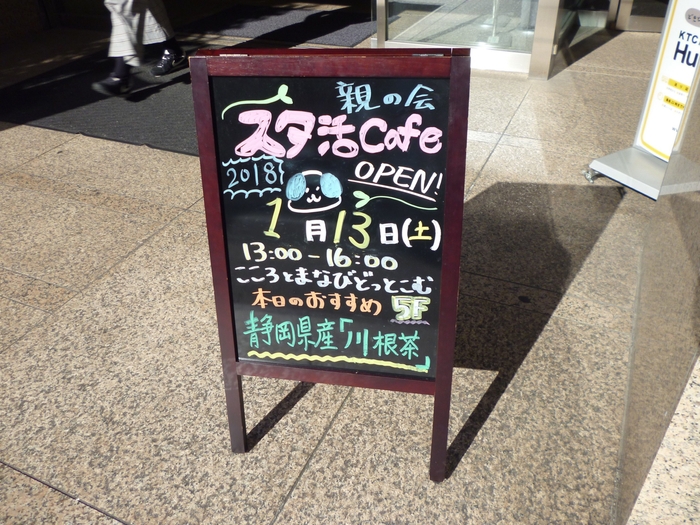 親の会
スタ活Cafe
2018
OPEN!
1月13日(土)
13:00-16:00
こころとまなびどっとこむ
本日のおすすめ 5F
静岡県産「川根茶」
KTC
Hu